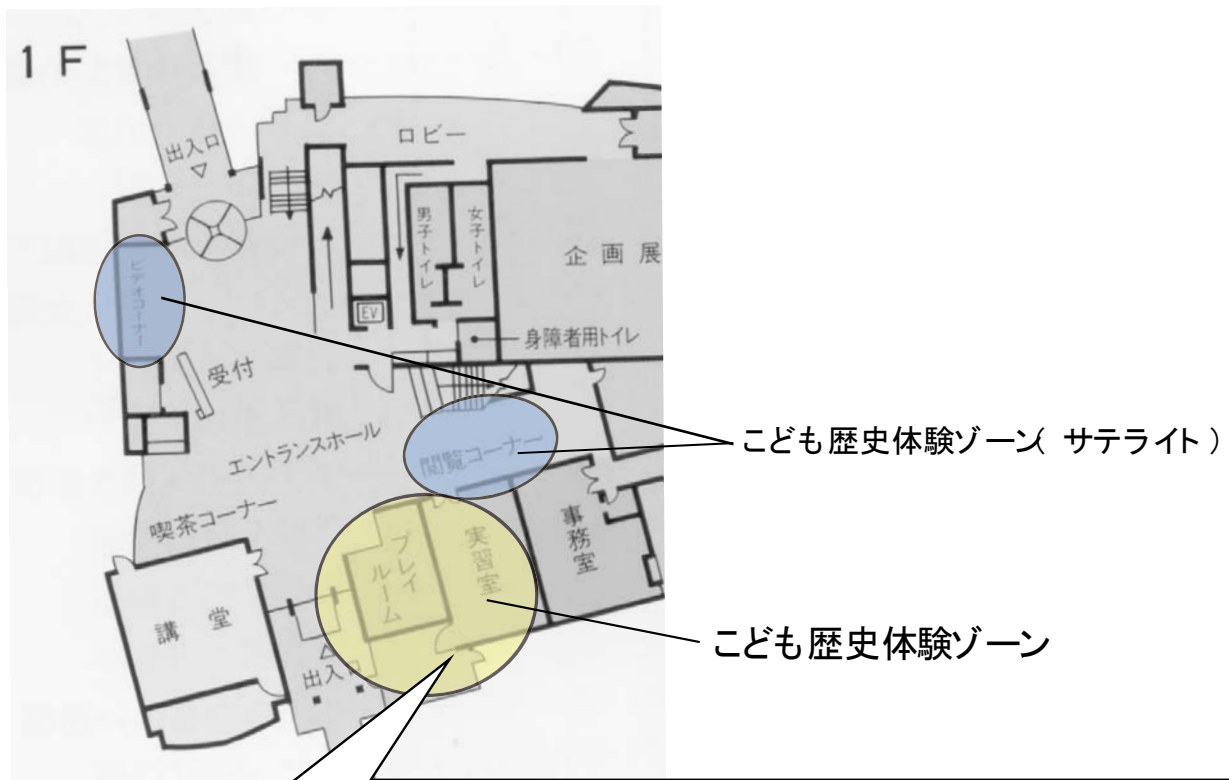 1 F
出入口
ロビー
男子トイレ
女子トイレ
企画展
ビデオコーナー
EV
身障者用トイレ
受付
こども歴史体験ゾーン( サテライト )
閲覧コーナー
エントランスホール
喫茶コーナー
プレイ
ルーム
実習室
事務室
講堂
出入口
こども歴史体験ゾーン